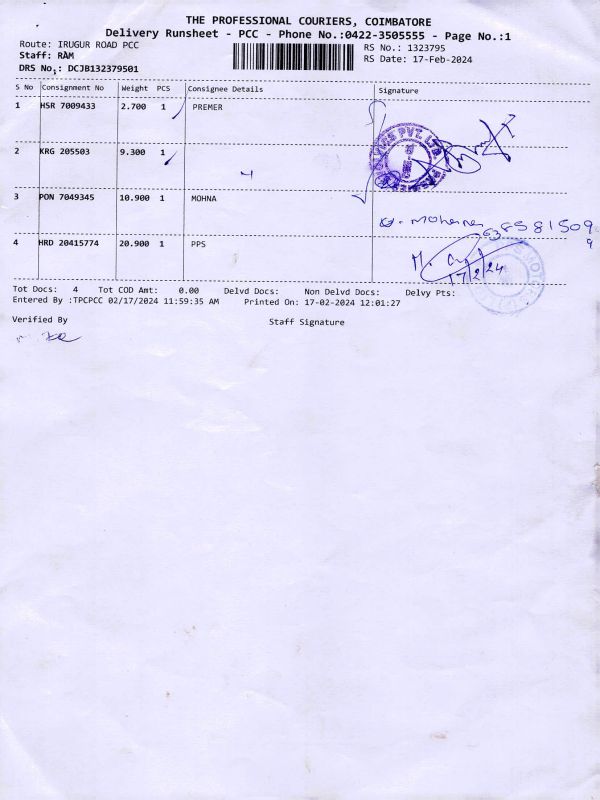 THE PROFESSIONAL COURIERS, COIMBATORE
Delivery Runsheet - PCC - Phone No.:0422-3505555 - Page No.:1
Route: IRUGUR ROAD PCC
RS No.: 1323795
Staff: RAM
RS Date: 17-Feb-2024
DRS No.: DCJB132379501
S No Consignment No Weight PCS Consignee Details Signature
1 HSR 7009433 2.700 1 PREMER
2 KRG 205503 9.300 1
3 PON 7049345 10.900 1 MOHNA
4 HRD 20415774 20.900 1 PPS
17/2/24
Tot Docs: 4 Tot COD Amt: 0.00 Delvd Docs: Non Delvd Docs: Delvy Pts:
Entered By :TPCPCC 02/17/2024 11:59:35 AM Printed On: 17-02-2024 12:01:27
Verified By Staff Signature